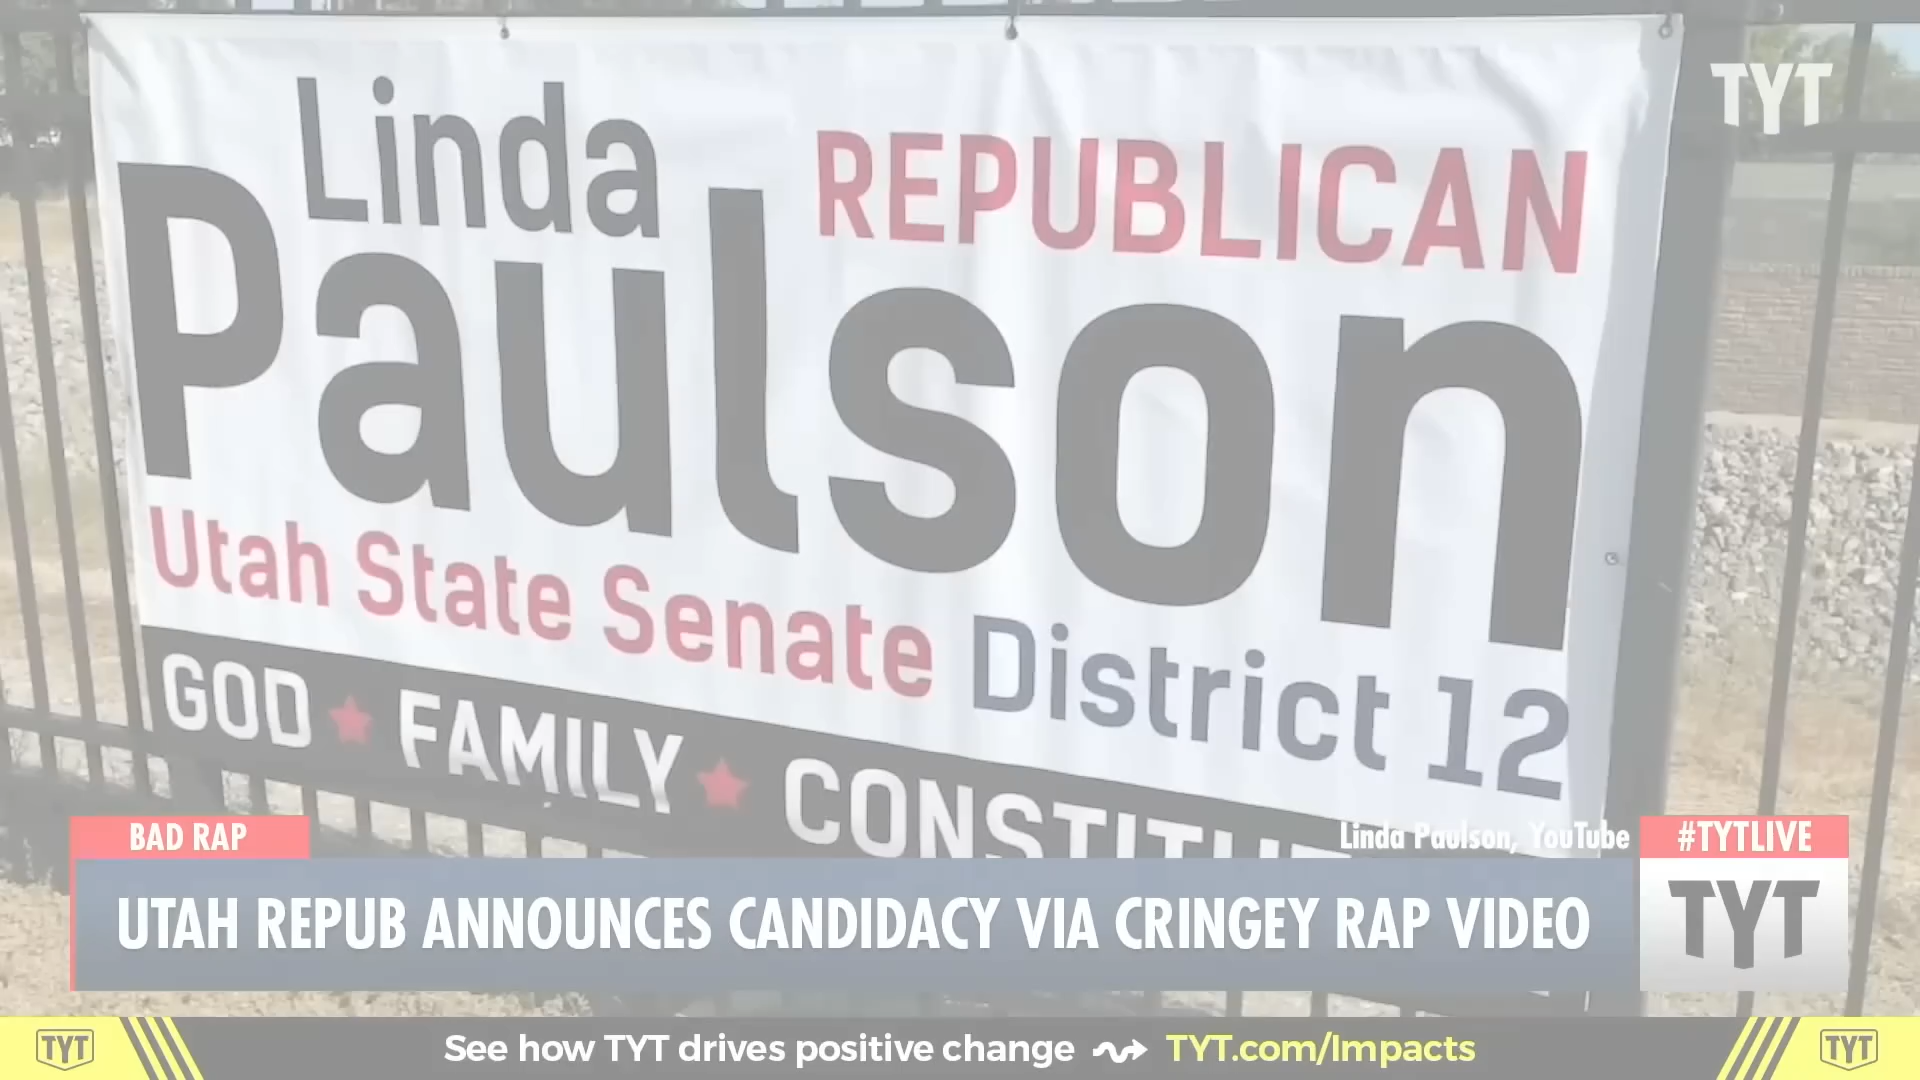 TYT
Linda
REPUBLICAN
Paulson
Utah State Senate District 12
GOD ★ FAMILY ★ CONSTITU
Linda Paulson, YouTube
BAD RAP
#TYTLIVE
UTAH REPUB ANNOUNCES CANDIDACY VIA CRINGEY RAP VIDEO
TYT
TYT
See how TYT drives positive change TYT.com/Impacts
TYT